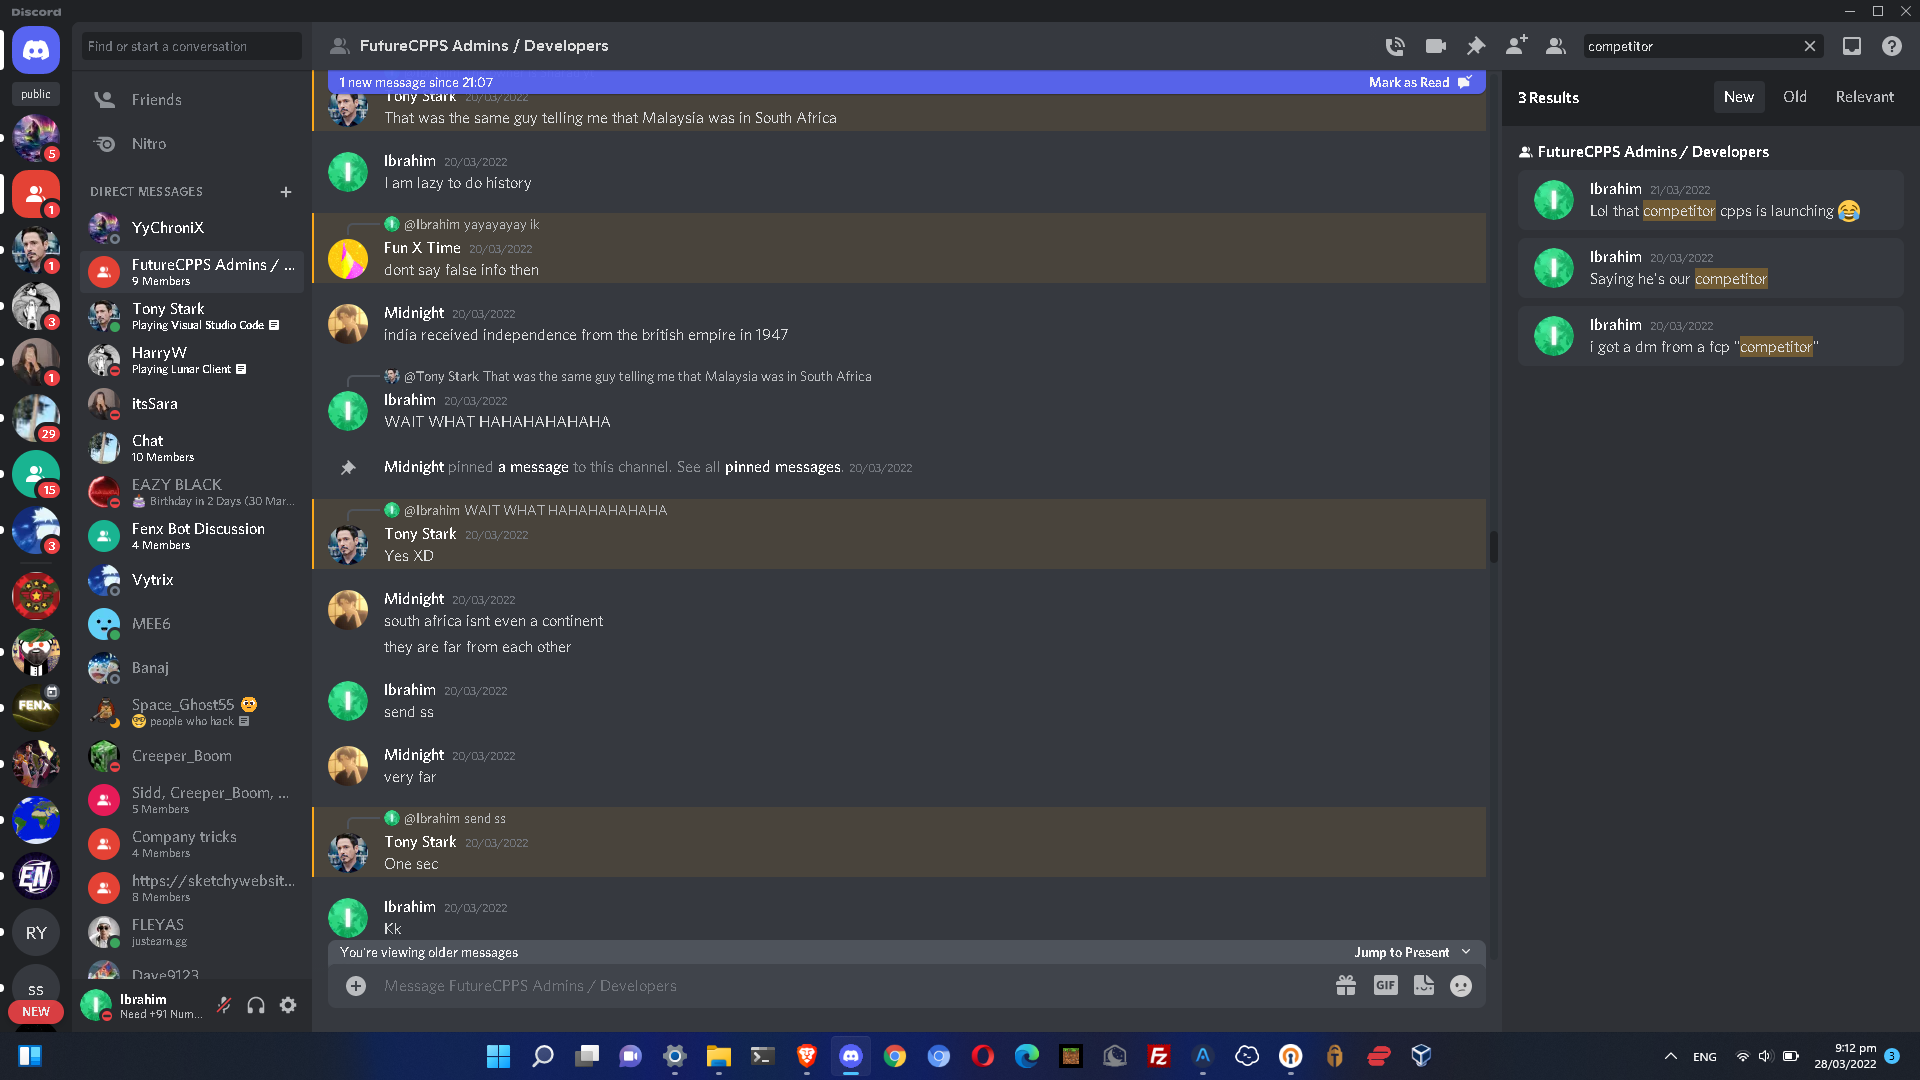 Discord
Find or start a conversation
FutureCPPS Admins / Developers
competitor
public
1 new message since 21:07
Mark as Read
Friends
Nitro
DIRECT MESSAGES
5
1
1
3
1
29
15
3
FENX
EN
RY
SS
NEW
YyChroniX
FutureCPPS Admins / ...
9 Members
Tony Stark
Playing Visual Studio Code
HarryW
Playing Lunar Client
itsSara
Chat
10 Members
EAZY BLACK
Birthday in 2 Days (30 Mar...
Fenx Bot Discussion
4 Members
Vytrix
MEE6
Banaj
Space_Ghost55
people who hack
Creeper_Boom
Sidd, Creeper_Boom, ...
5 Members
Company tricks
4 Members
https://sketchywebsit...
8 Members
FLEYAS
justearn.gg
Dave9123
Ibrahim
Need +91 Num...
Tony Stark 20/03/2022
That was the same guy telling me that Malaysia was in South Africa
Ibrahim 20/03/2022
I am lazy to do history
@Ibrahim yayayayay ik
Fun X Time 20/03/2022
dont say false info then
Midnight 20/03/2022
india received independence from the british empire in 1947
@Tony Stark That was the same guy telling me that Malaysia was in South Africa
Ibrahim 20/03/2022
WAIT WHAT HAHAHAHAHAHA
Midnight pinned a message to this channel. See all pinned messages. 20/03/2022
@Ibrahim WAIT WHAT HAHAHAHAHAHA
Tony Stark 20/03/2022
Yes XD
Midnight 20/03/2022
south africa isnt even a continent
they are far from each other
Ibrahim 20/03/2022
send ss
Midnight 20/03/2022
very far
@Ibrahim send ss
Tony Stark 20/03/2022
One sec
Ibrahim 20/03/2022
Kk
You're viewing older messages
Jump to Present
Message FutureCPPS Admins / Developers
GIF
3 Results
New
Old
Relevant
FutureCPPS Admins / Developers
Ibrahim 21/03/2022
Lol that competitor cpps is launching 😂
Ibrahim 20/03/2022
Saying he's our competitor
Ibrahim 20/03/2022
i got a dm from a fcp "competitor"
ENG
9:12 pm
28/03/2022
3